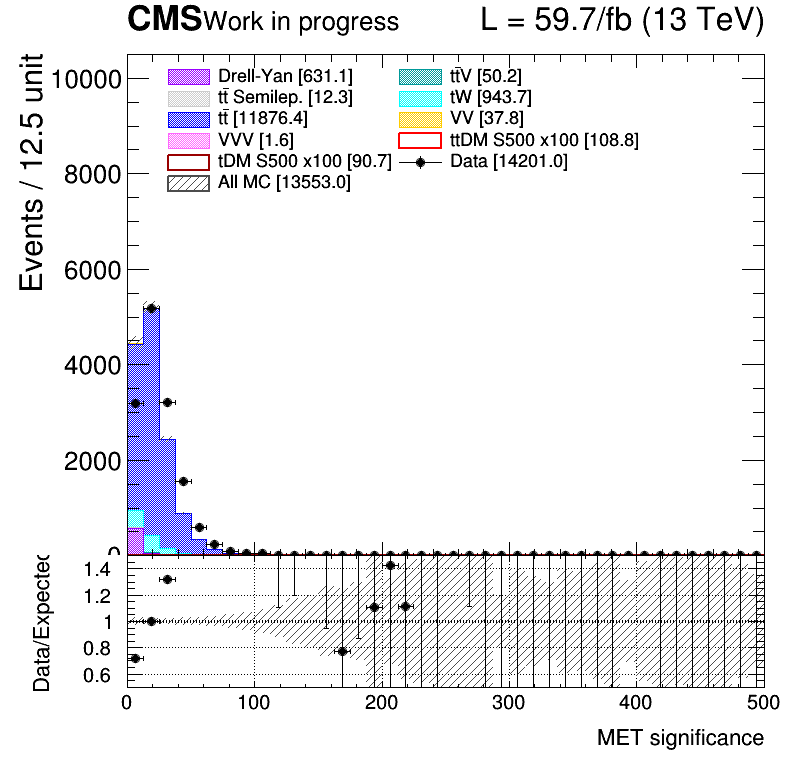 CMS Work in progress L = 59.7/fb (13 TeV)
Events / 12.5 unit
10000
8000
6000
4000
2000
0
Drell-Yan [631.1]
tt̄V [50.2]
tt̄ Semilep. [12.3]
tW [943.7]
tt̄ [11876.4]
VV [37.8]
VVV [1.6]
ttDM S500 x100 [108.8]
tDM S500 x100 [90.7]
Data [14201.0]
All MC [13553.0]
Data/Expected
1.4
1.2
1
0.8
0.6
0 100 200 300 400 500
MET significance